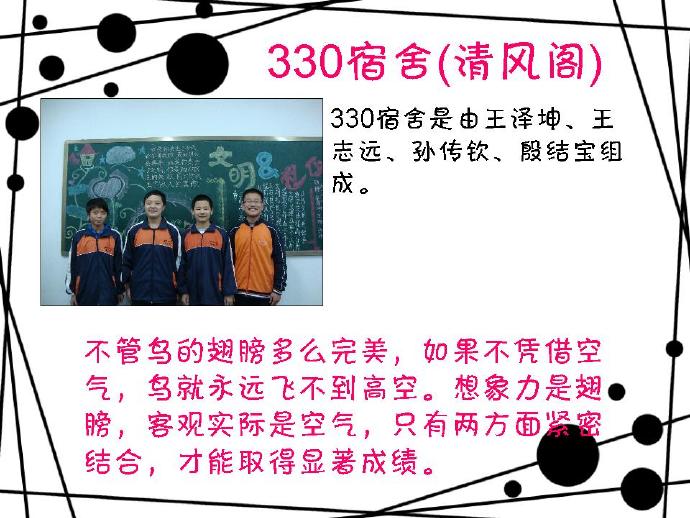 330宿舍(清风阁)
330宿舍是由王泽坤、王
志远、孙传钦、殷结宝组
成。
文明&礼仪
不管鸟的翅膀多么完美，如果不凭借空
气，鸟就永远飞不到高空。想象力是翅
膀，客观实际是空气，只有两方面紧密
结合，才能取得显著成绩。